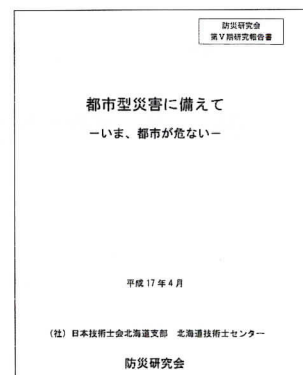 防災研究会
第Ⅴ期研究報告書
都市型災害に備えて
－いま、都市が危ない－
平成17年4月
（社）日本技術士会北海道支部　北海道技術士センター
防災研究会